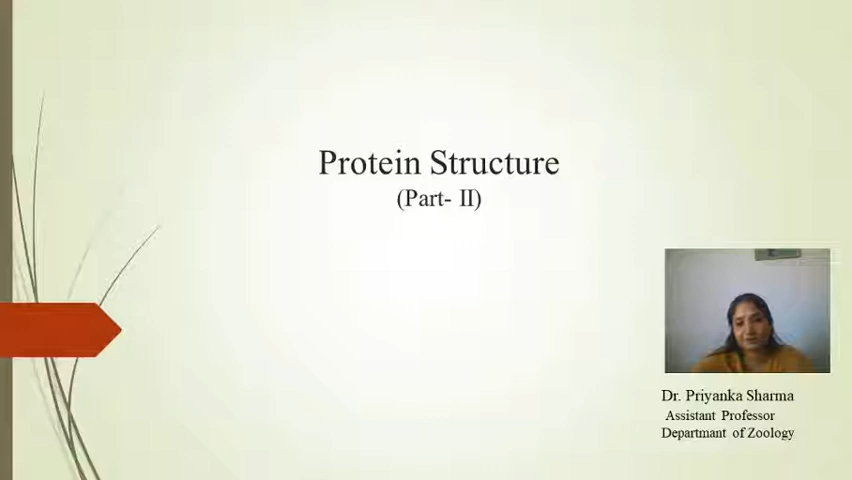 Protein Structure
(Part- II)
Dr. Priyanka Sharma
Assistant Professor
Departmant of Zoology